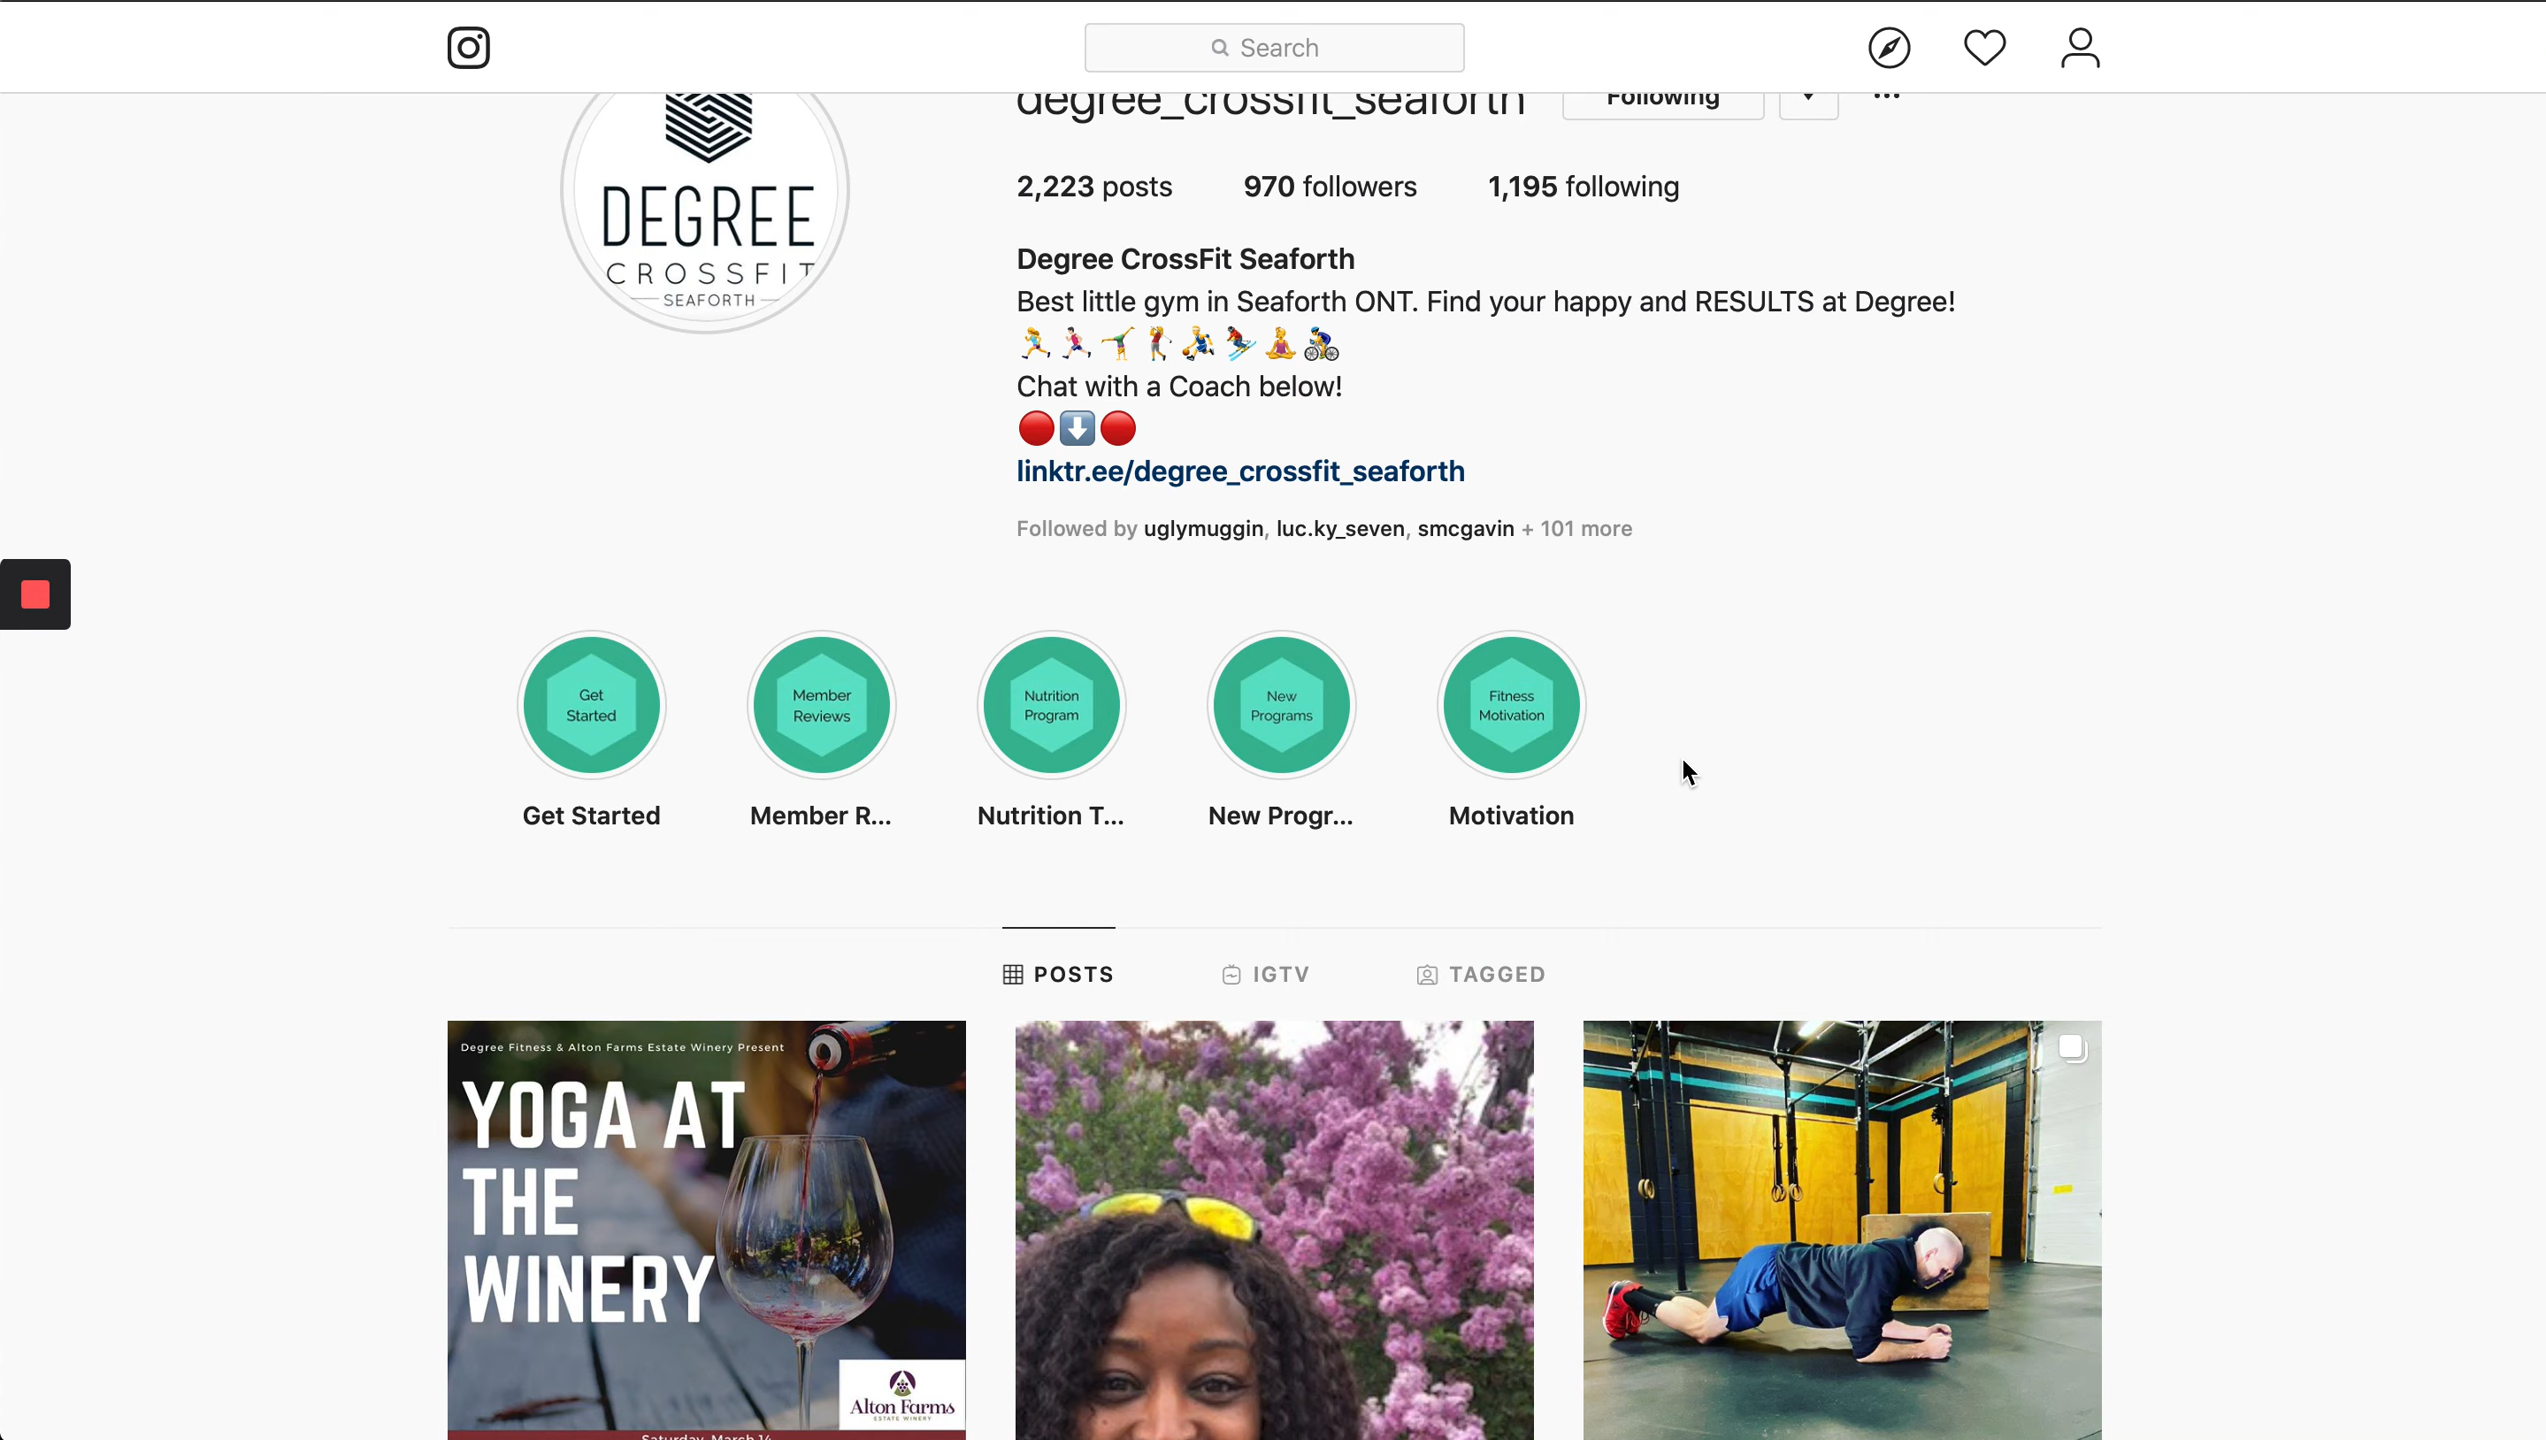 Search
degree_crossfit_seaforth
Following
2,223 posts 970 followers 1,195 following
DEGREE
CROSSFIT
SEAFORTH
Degree CrossFit Seaforth
Best little gym in Seaforth ONT. Find your happy and RESULTS at Degree!
Chat with a Coach below!
linktr.ee/degree_crossfit_seaforth
Followed by uglymuggin, luc.ky_seven, smcgavin + 101 more
Get
Started
Member
Reviews
Nutrition
Program
New
Programs
Fitness
Motivation
Get Started
Member R...
Nutrition T...
New Progr...
Motivation
POSTS
IGTV
TAGGED
Degree Fitness & Alton Farms Estate Winery Present
YOGA AT
THE
WINERY
Alton Farms
ESTATE WINERY
Saturday, March 14